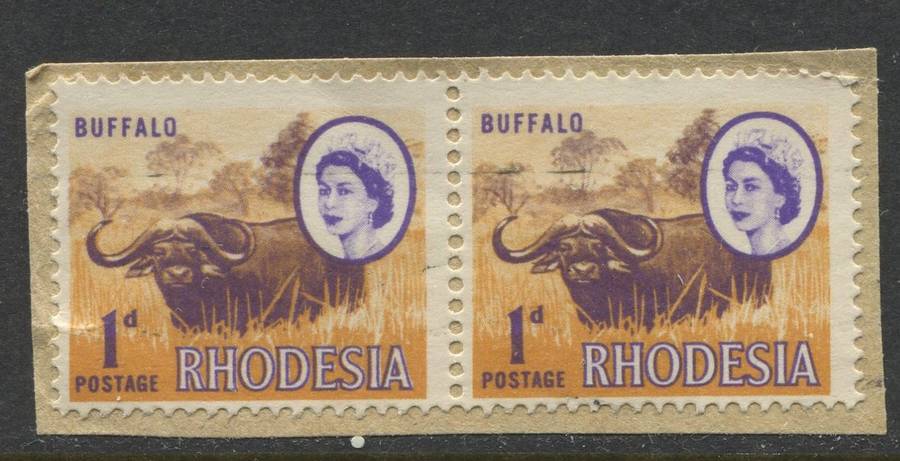 BUFFALO
1d
POSTAGE RHODESIA
BUFFALO
1d
POSTAGE RHODESIA